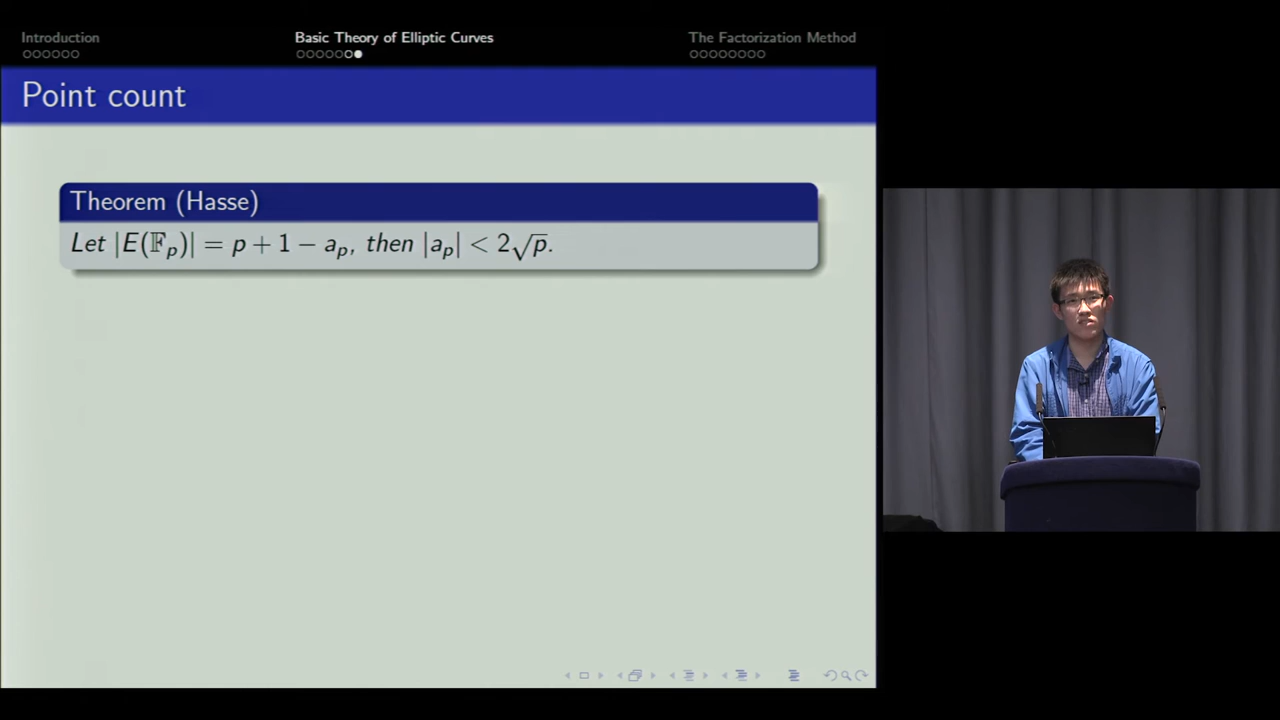 Introduction
Basic Theory of Elliptic Curves
The Factorization Method
Point count
Theorem (Hasse)
Let |E(𝔽ₚ)| = p + 1 − aₚ, then |aₚ| < 2√p.